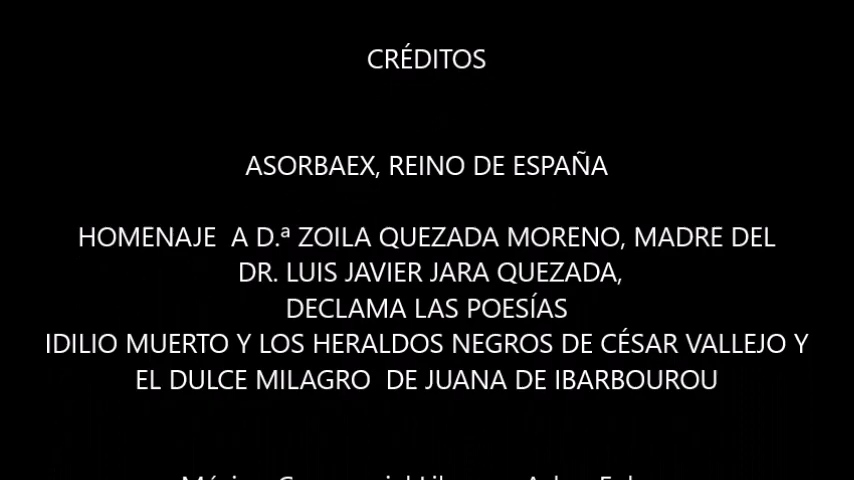 CRÉDITOS
ASORBAEX, REINO DE ESPAÑA
HOMENAJE  A D.ª ZOILA QUEZADA MORENO, MADRE DEL
DR. LUIS JAVIER JARA QUEZADA,
DECLAMA LAS POESÍAS
IDILIO MUERTO Y LOS HERALDOS NEGROS DE CÉSAR VALLEJO Y
EL DULCE MILAGRO  DE JUANA DE IBARBOUROU